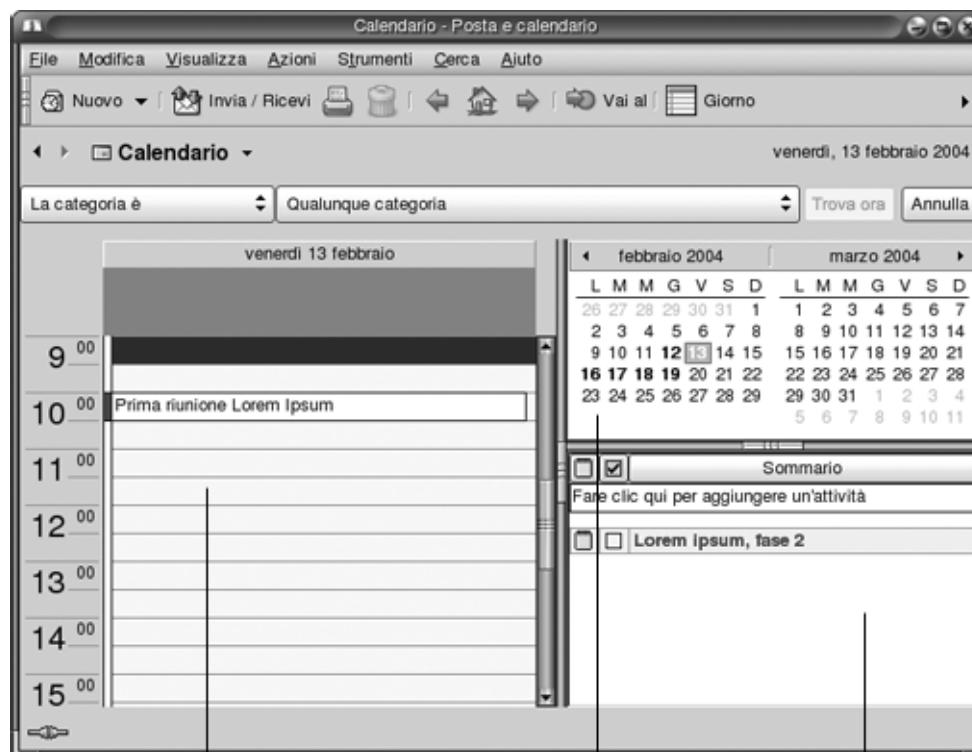 Calendario - Posta e calendario
File Modifica Visualizza Azioni Strumenti Cerca Aiuto
Nuovo Invia / Ricevi Vai al Giorno
Calendario venerdì, 13 febbraio 2004
La categoria è Qualunque categoria Trova ora Annulla
venerdì 13 febbraio
9 00
10 00 Prima riunione Lorem Ipsum
11 00
12 00
13 00
14 00
15 00
febbraio 2004 marzo 2004
L M M G V S D L M M G V S D
26 27 28 29 30 31 1 1 2 3 4 5 6 7
2 3 4 5 6 7 8 8 9 10 11 12 13 14
9 10 11 12 13 14 15 15 16 17 18 19 20 21
16 17 18 19 20 21 22 22 23 24 25 26 27 28
23 24 25 26 27 28 29 29 30 31 1 2 3 4
5 6 7 8 9 10 11
Sommario
Fare clic qui per aggiungere un'attività
Lorem ipsum, fase 2